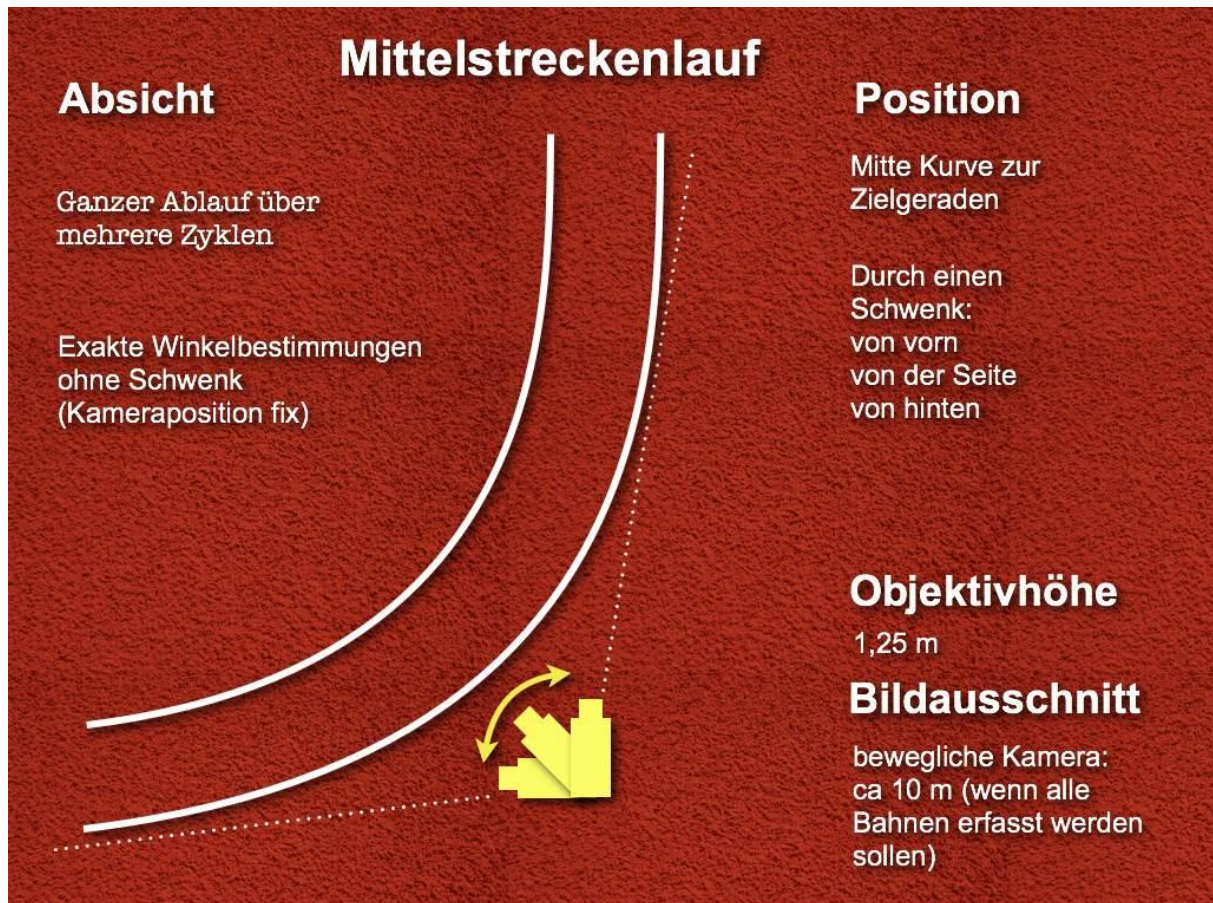 Mittelstreckenlauf
Absicht
Ganzer Ablauf über
mehrere Zyklen
Exakte Winkelbestimmungen
ohne Schwenk
(Kameraposition fix)
Position
Mitte Kurve zur
Zielgeraden
Durch einen
Schwenk:
von vorn
von der Seite
von hinten
Objektivhöhe
1,25 m
Bildausschnitt
bewegliche Kamera:
ca 10 m (wenn alle
Bahnen erfasst werden
sollen)